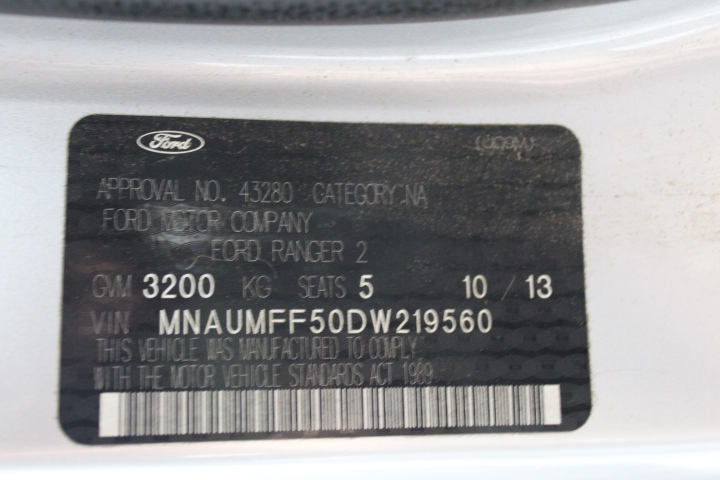 Ford
APPROVAL NO. 43280 CATEGORY NA
FORD MOTOR COMPANY
FORD RANGER 2
GVM 3200 KG SEATS 5 10 / 13
VIN MNAUMFF50DW219560
THIS VEHICLE WAS MANUFACTURED TO COMPLY
WITH THE MOTOR VEHICLE STANDARDS ACT 1989